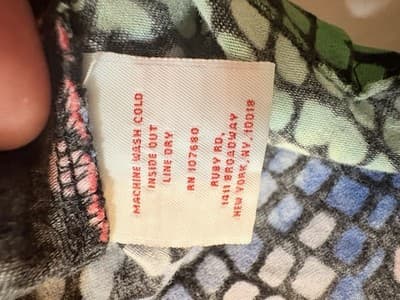 MACHINE WASH COLD
INSIDE OUT
LINE DRY
RN 107680
RUBY RD,
1411 BROADWAY
NEW YORK, NY. 10018